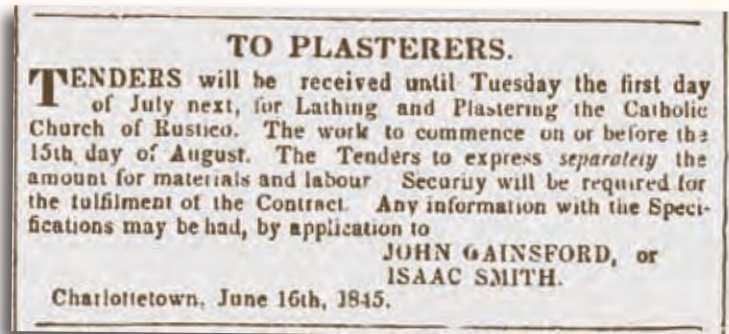 TO PLASTERERS.
TENDERS will be received until Tuesday the first day
of July next, for Lathing and Plastering the Catholic
Church of Rustico. The work to commence on or before the
15th day of August. The Tenders to express separately the
amount for materials and labour Security will be required for
the fulfilment of the Contract. Any information with the Speci-
fications may be had, by application to
JOHN GAINSFORD, or
ISAAC SMITH.
Charlottetown, June 16th, 1845.